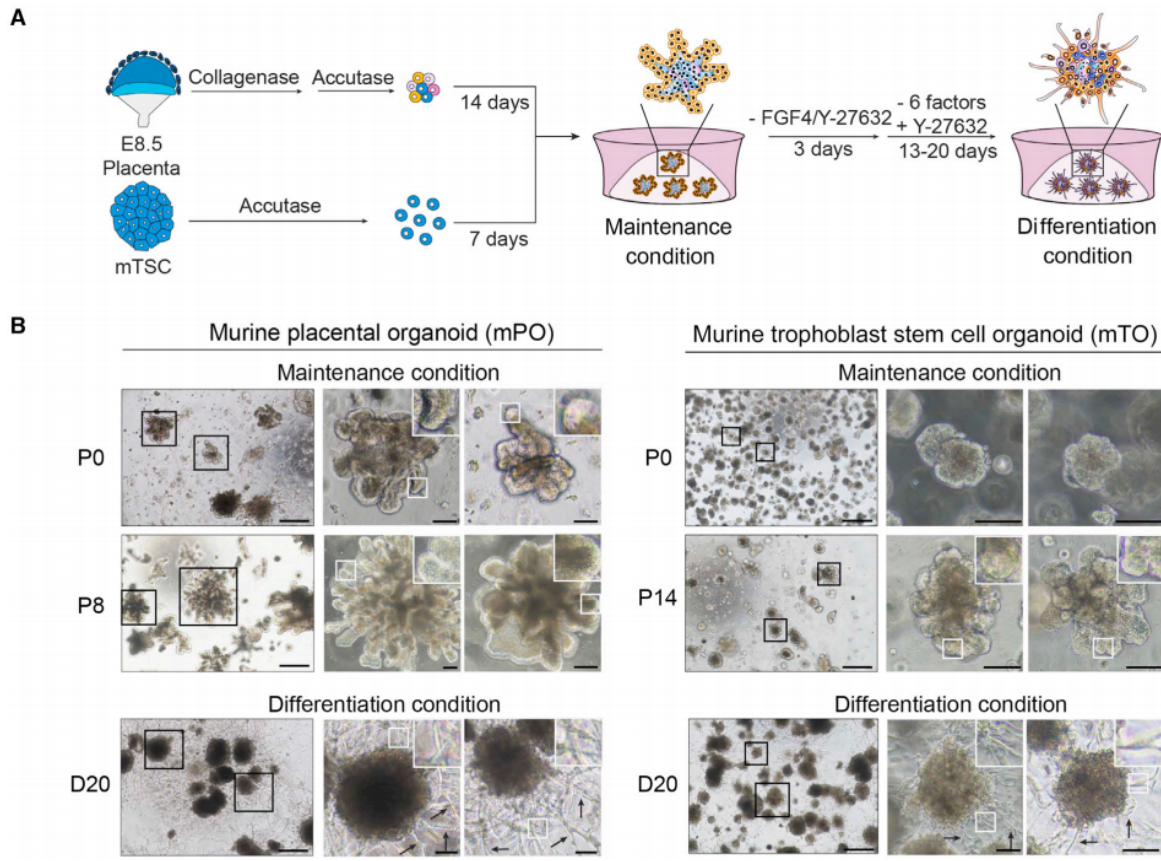 A
Collagenase
Accutase
14 days
E8.5
Placenta
Accutase
7 days
mTSC
Maintenance
condition
- FGF4/Y-27632
3 days
- 6 factors
+ Y-27632
13-20 days
Differentiation
condition
B
Murine placental organoid (mPO)
Maintenance condition
P0
P8
Differentiation condition
D20
Murine trophoblast stem cell organoid (mTO)
Maintenance condition
P0
P14
Differentiation condition
D20